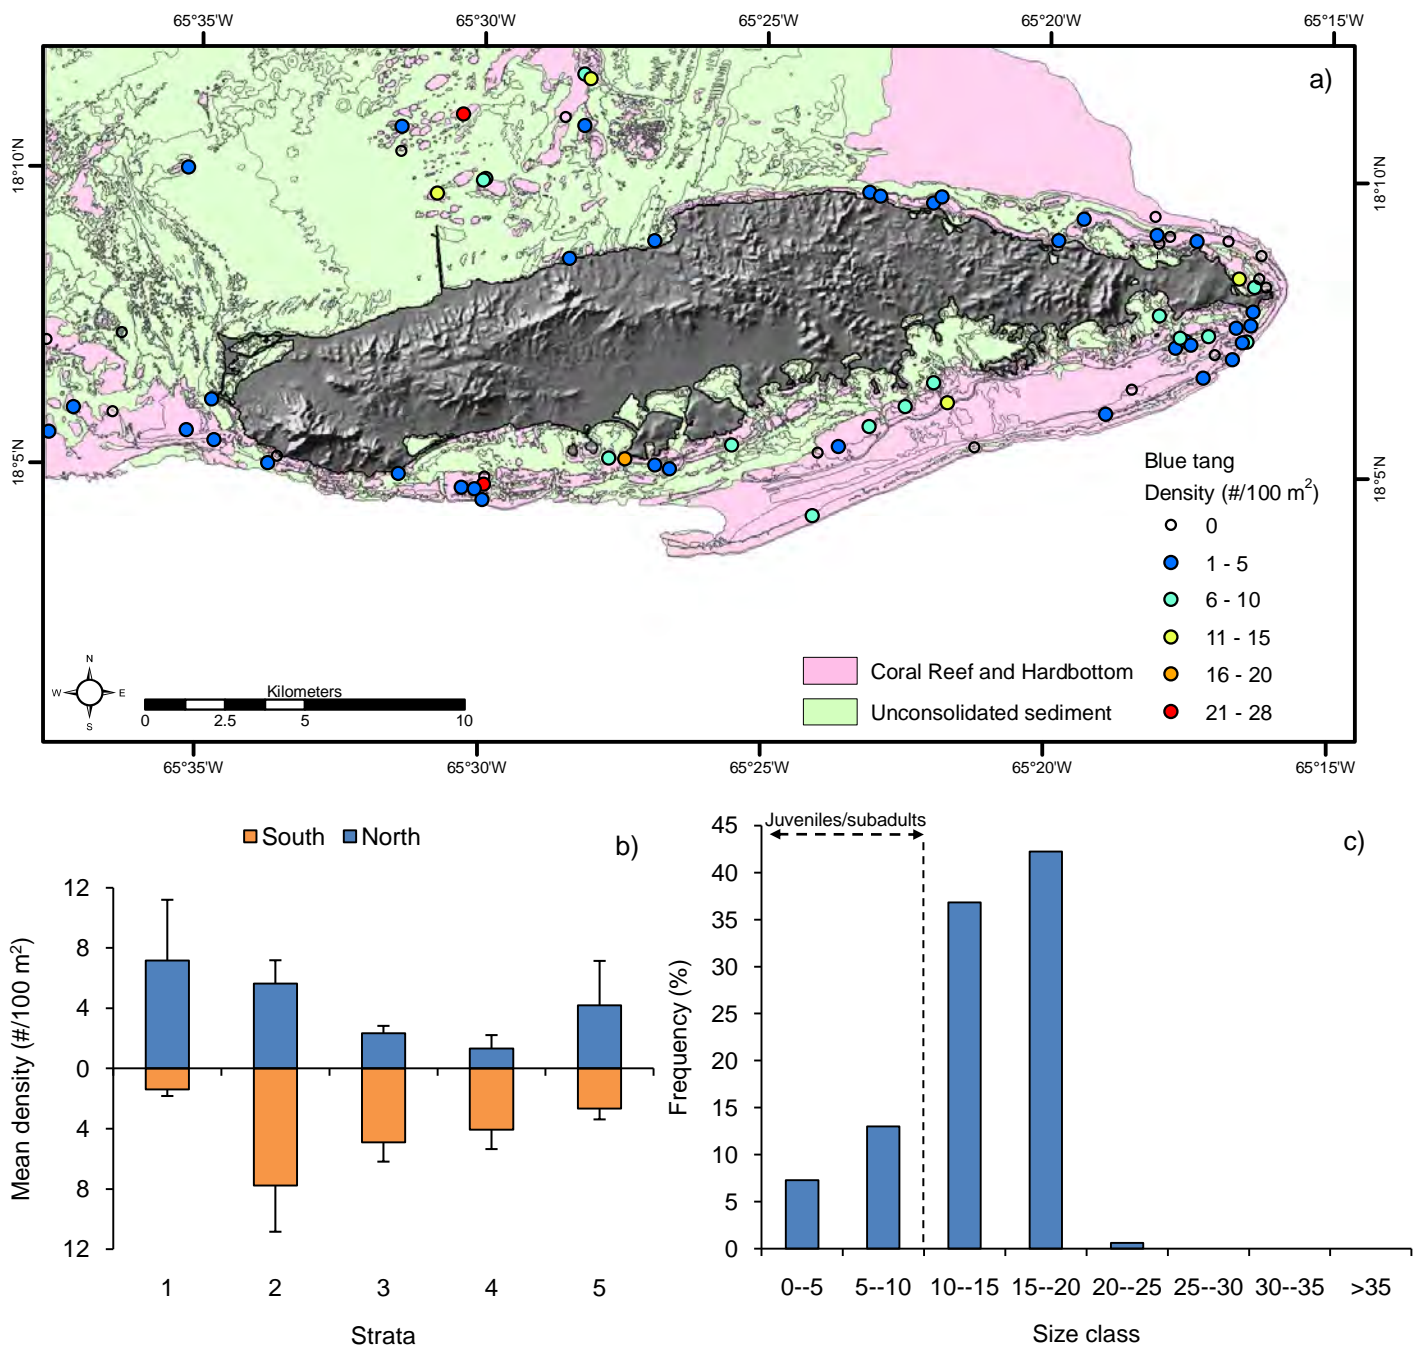 65°35'W 65°30'W 65°25'W 65°20'W 65°15'W
a)
18°10'N 18°10'N
18°5'N 18°5'N
Blue tang
Density (#/100 m²)
0
1 - 5
6 - 10
11 - 15
16 - 20
21 - 28
Coral Reef and Hardbottom
Unconsolidated sediment
N
W E
S
Kilometers
0 2.5 5 10
65°35'W 65°30'W 65°25'W 65°20'W 65°15'W
South North
b)
12
8
4
0
4
8
12
Mean density (#/100 m²)
1 2 3 4 5
Strata
Juveniles/subadults
c)
45
40
35
30
25
20
15
10
5
0
Frequency (%)
0--5 5--10 10--15 15--20 20--25 25--30 30--35 >35
Size class